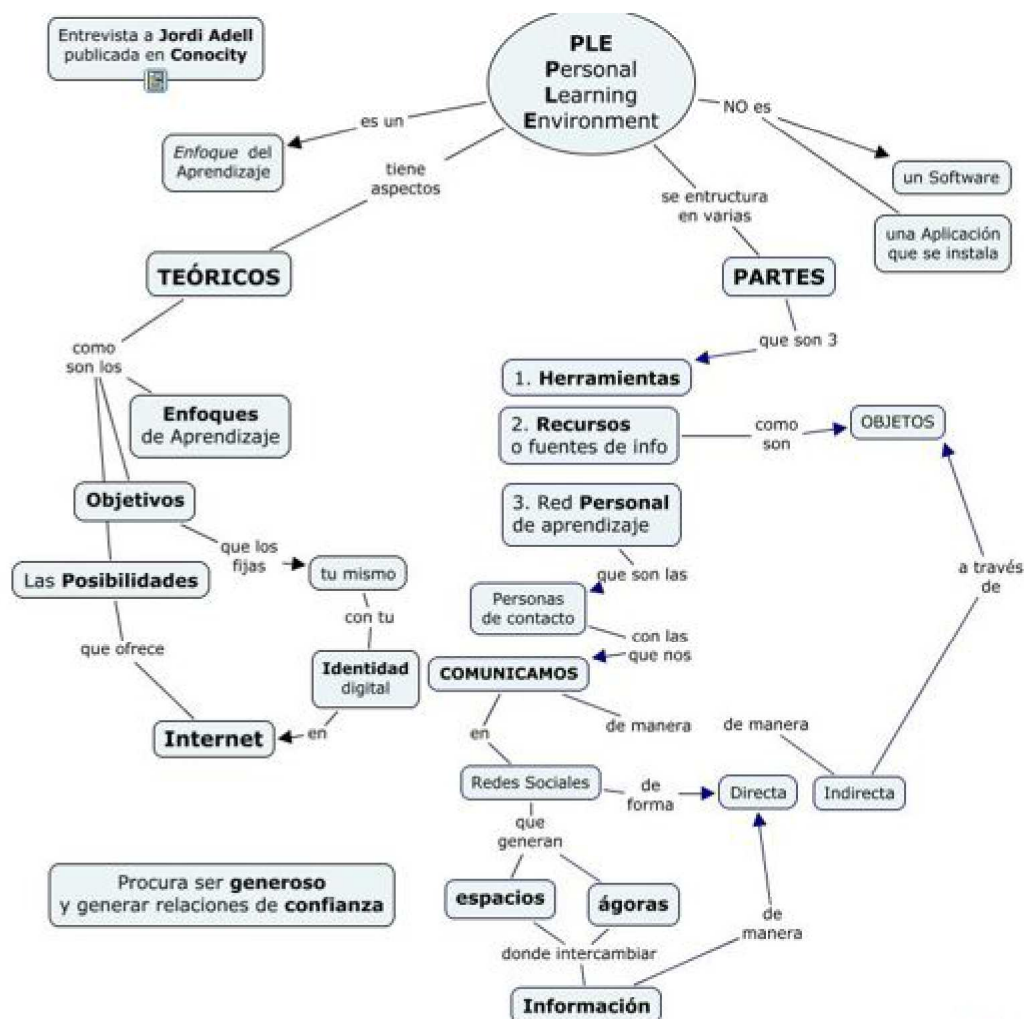 Entrevista a Jordi Adell
publicada en Conocity
PLE
Personal
Learning
Environment
es un
NO es
Enfoque del
Aprendizaje
tiene
aspectos
un Software
se entructura
en varias
una Aplicación
que se instala
TEÓRICOS
PARTES
como
son los
que son 3
1. Herramientas
Enfoques
de Aprendizaje
2. Recursos
o fuentes de info
como
son
OBJETOS
Objetivos
3. Red Personal
de aprendizaje
que los
fijas
tu mismo
Las Posibilidades
que son las
a través
de
Personas
de contacto
con tu
con las
que nos
que ofrece
Identidad
digital
COMUNICAMOS
Internet
en
en
de manera
de manera
Redes Sociales
de
forma
Directa
Indirecta
que
generan
Procura ser generoso
y generar relaciones de confianza
espacios
ágoras
de
manera
donde intercambiar
Información